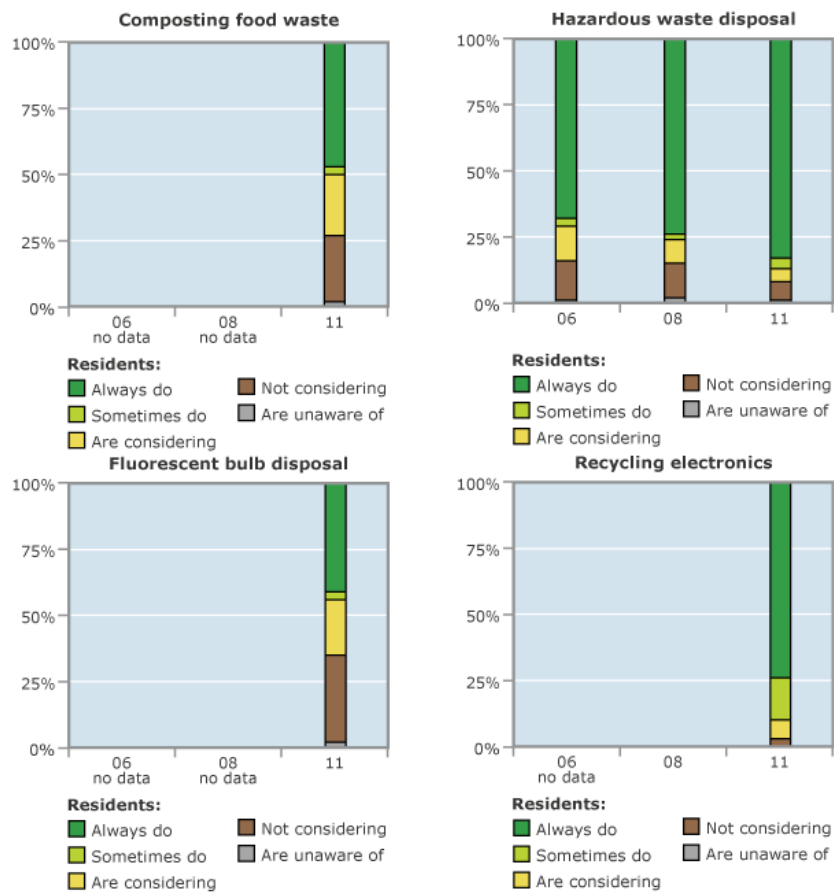 Composting food waste
100%
75%
50%
25%
0%
06
no data
08
no data
11
Residents:
Always do
Sometimes do
Are considering
Not considering
Are unaware of
Hazardous waste disposal
100%
75%
50%
25%
0%
06
08
11
Residents:
Always do
Sometimes do
Are considering
Not considering
Are unaware of
Fluorescent bulb disposal
100%
75%
50%
25%
0%
06
no data
08
no data
11
Residents:
Always do
Sometimes do
Are considering
Not considering
Are unaware of
Recycling electronics
100%
75%
50%
25%
0%
06
no data
08
11
Residents:
Always do
Sometimes do
Are considering
Not considering
Are unaware of